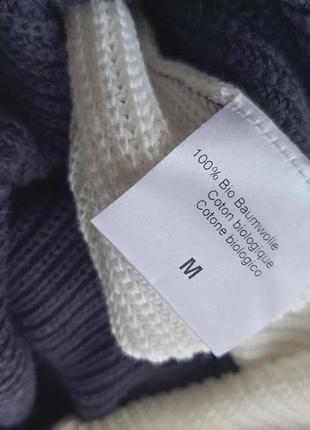 100% Bio Baumwolle
Coton biologique
Cotone biologico
M